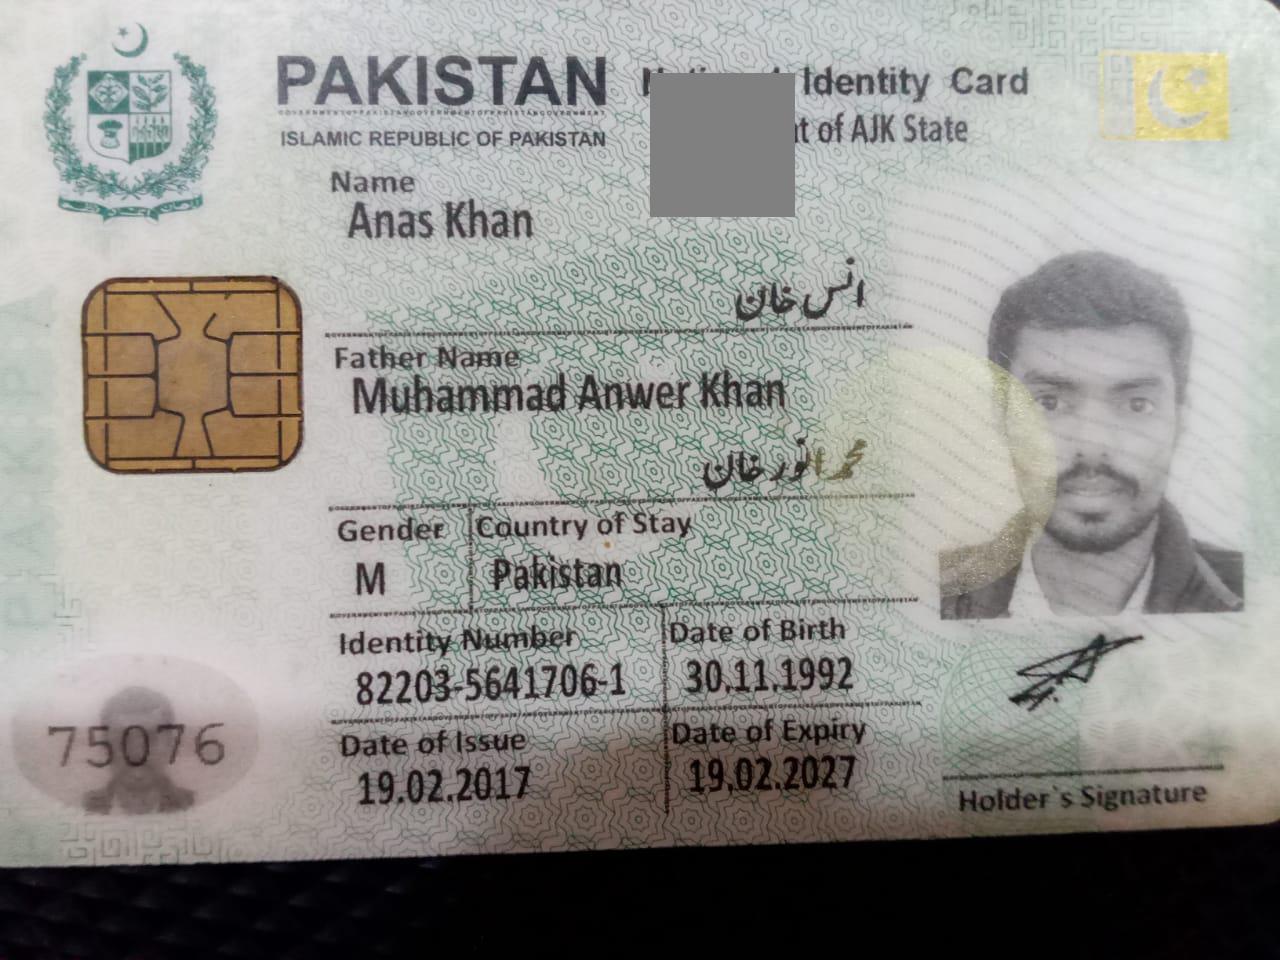 PAKISTAN
Identity Card
ISLAMIC REPUBLIC OF PAKISTAN
of AJK State
Name
Anas Khan
انس خان
Father Name
Muhammad Anwer Khan
محمد انور خان
Gender
Country of Stay
M
Pakistan
Identity Number
Date of Birth
82203-5641706-1
30.11.1992
75076
Date of Issue
Date of Expiry
19.02.2017
19.02.2027
Holder's Signature